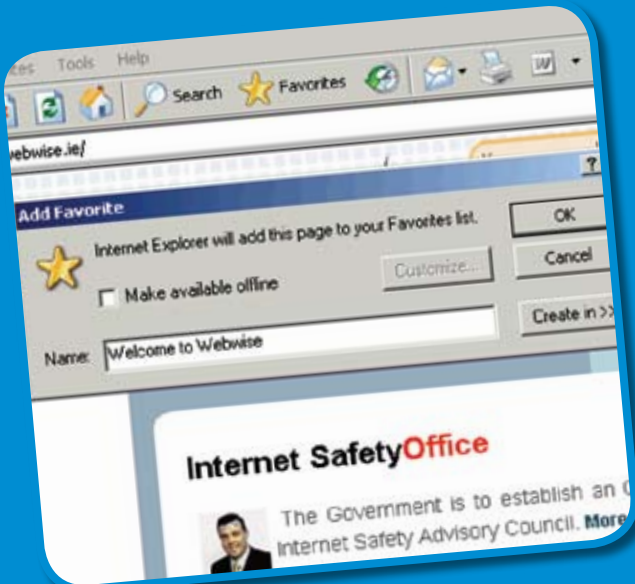 Tools Help
Search Favorites
webwise.ie/
Add Favorite
?
Internet Explorer will add this page to your Favorites list.
OK
Make available offline
Customize...
Cancel
Name: Welcome to Webwise
Create in >>
Internet SafetyOffice
The Government is to establish an
Internet Safety Advisory Council. More